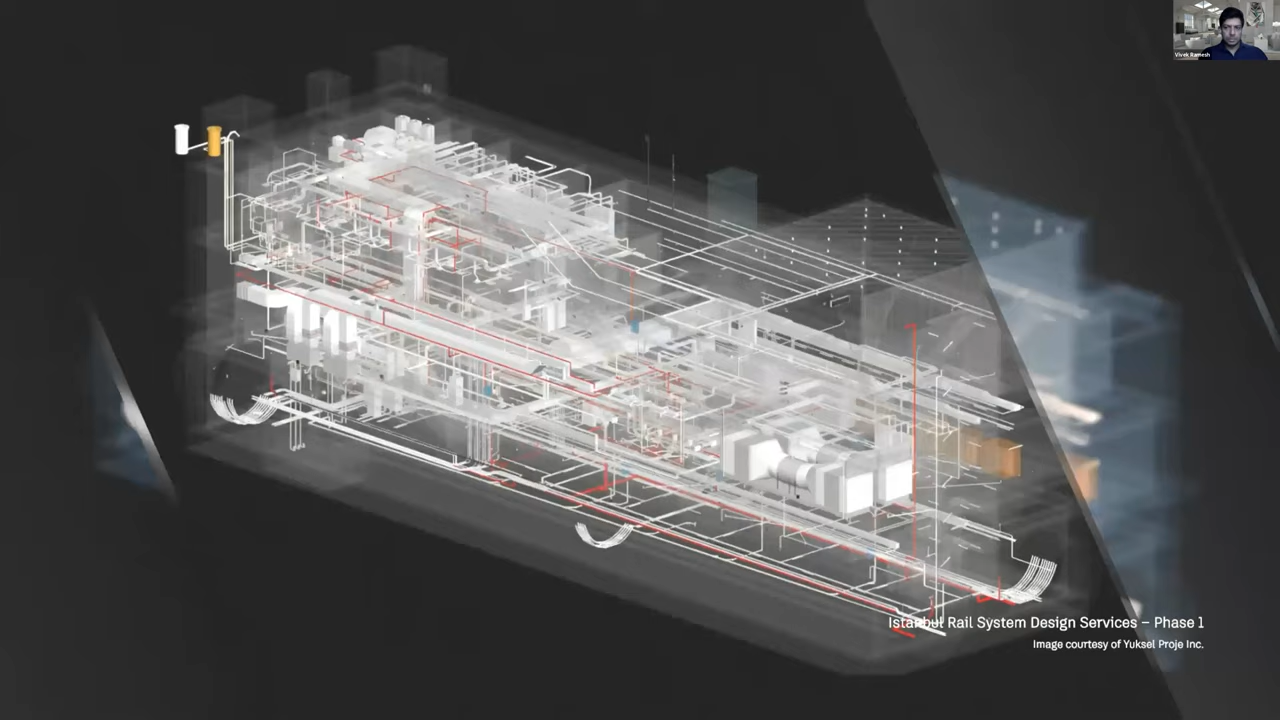 Vivek Ramesh
Istanbul Rail System Design Services – Phase 1
Image courtesy of Yuksel Proje Inc.